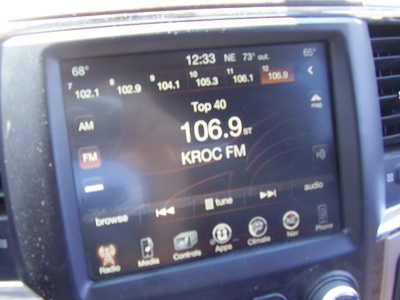 68° 12:33 NE 73° out. 65°
7 8 9 10 11 12
102.1 102.9 104.1 105.3 106.1 106.9
Top 40
AM 106.9 ST map
FM KROC FM
browse tune audio
Radio Media Controls Apps Climate Nav Phone